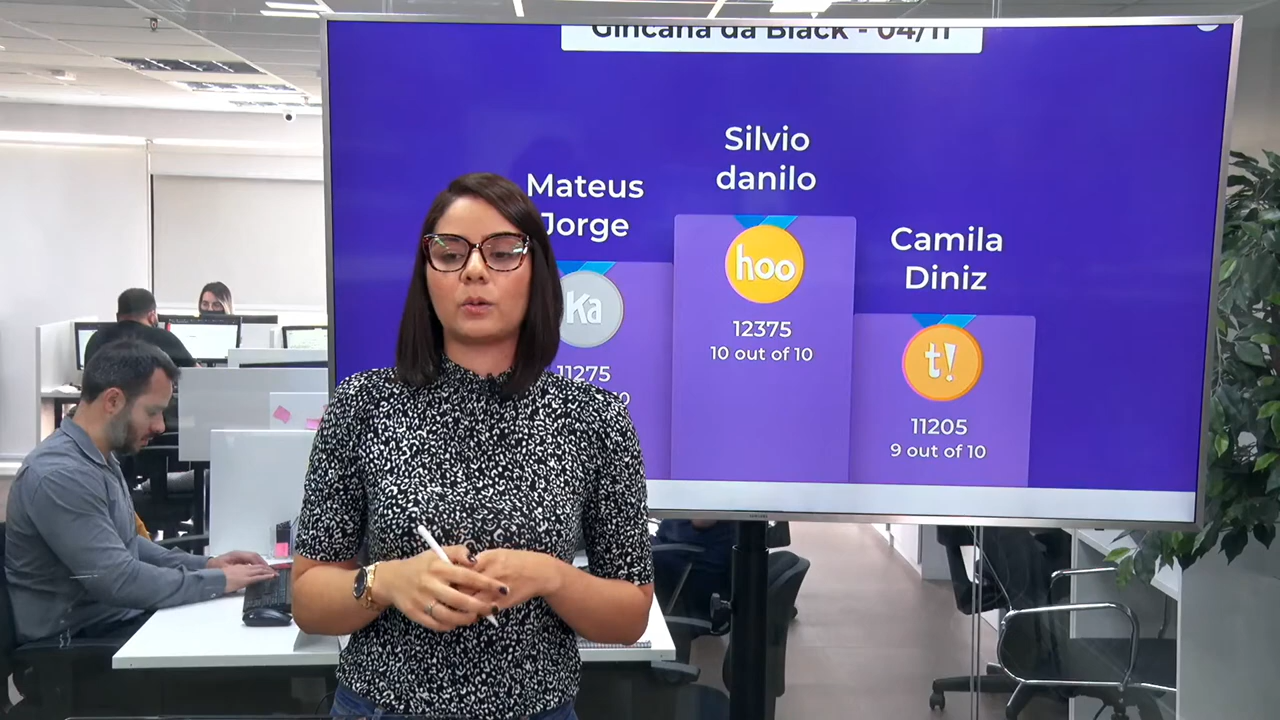 Gincana da Black - 04/11
Silvio
danilo
Mateus
Jorge
Camila
Diniz
hoo
Ka
t!
12375
10 out of 10
11275
0
11205
9 out of 10